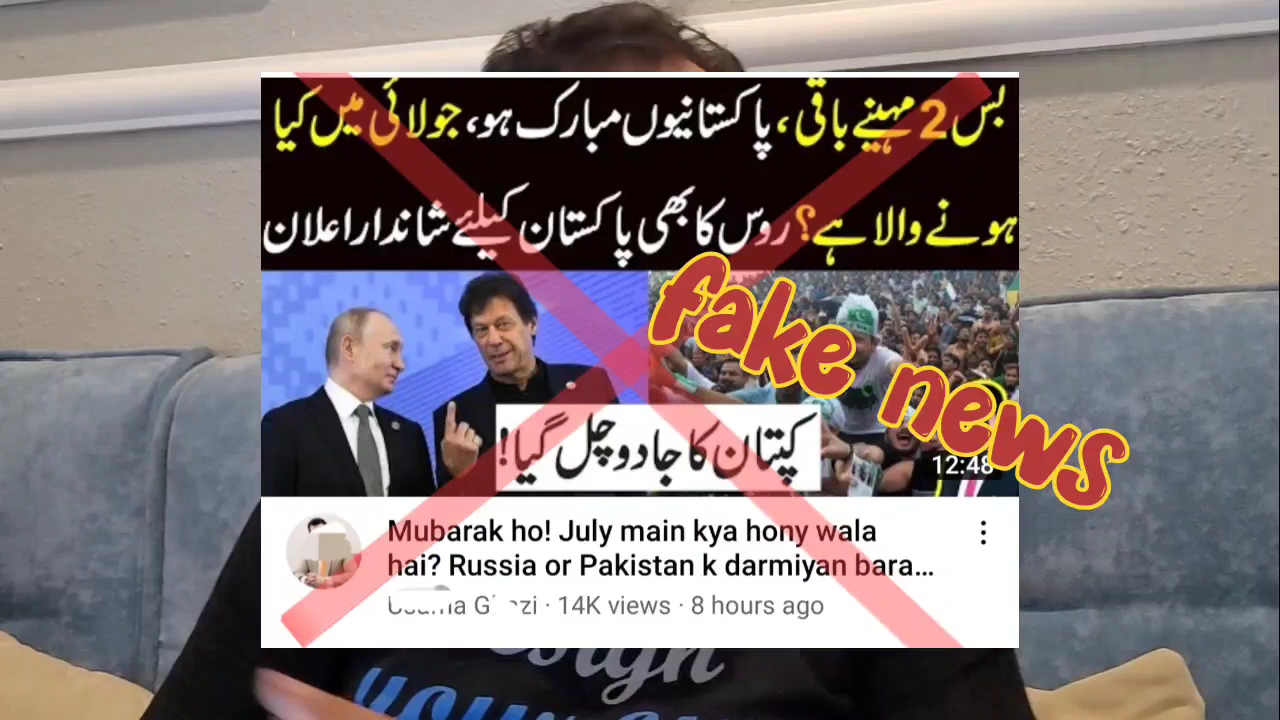 بس 2 مہینے باقی ، پاکستانیوں مبارک ہو، جولائی میں کیا
ہونے والا ہے؟ روس کا بھی پاکستان کیلئے شاندار اعلان
fake news
کپتان کا جادو چل گیا!
12:48
Mubarak ho! July main kya hony wala
hai? Russia or Pakistan k darmiyan bara...
14K views · 8 hours ago
your